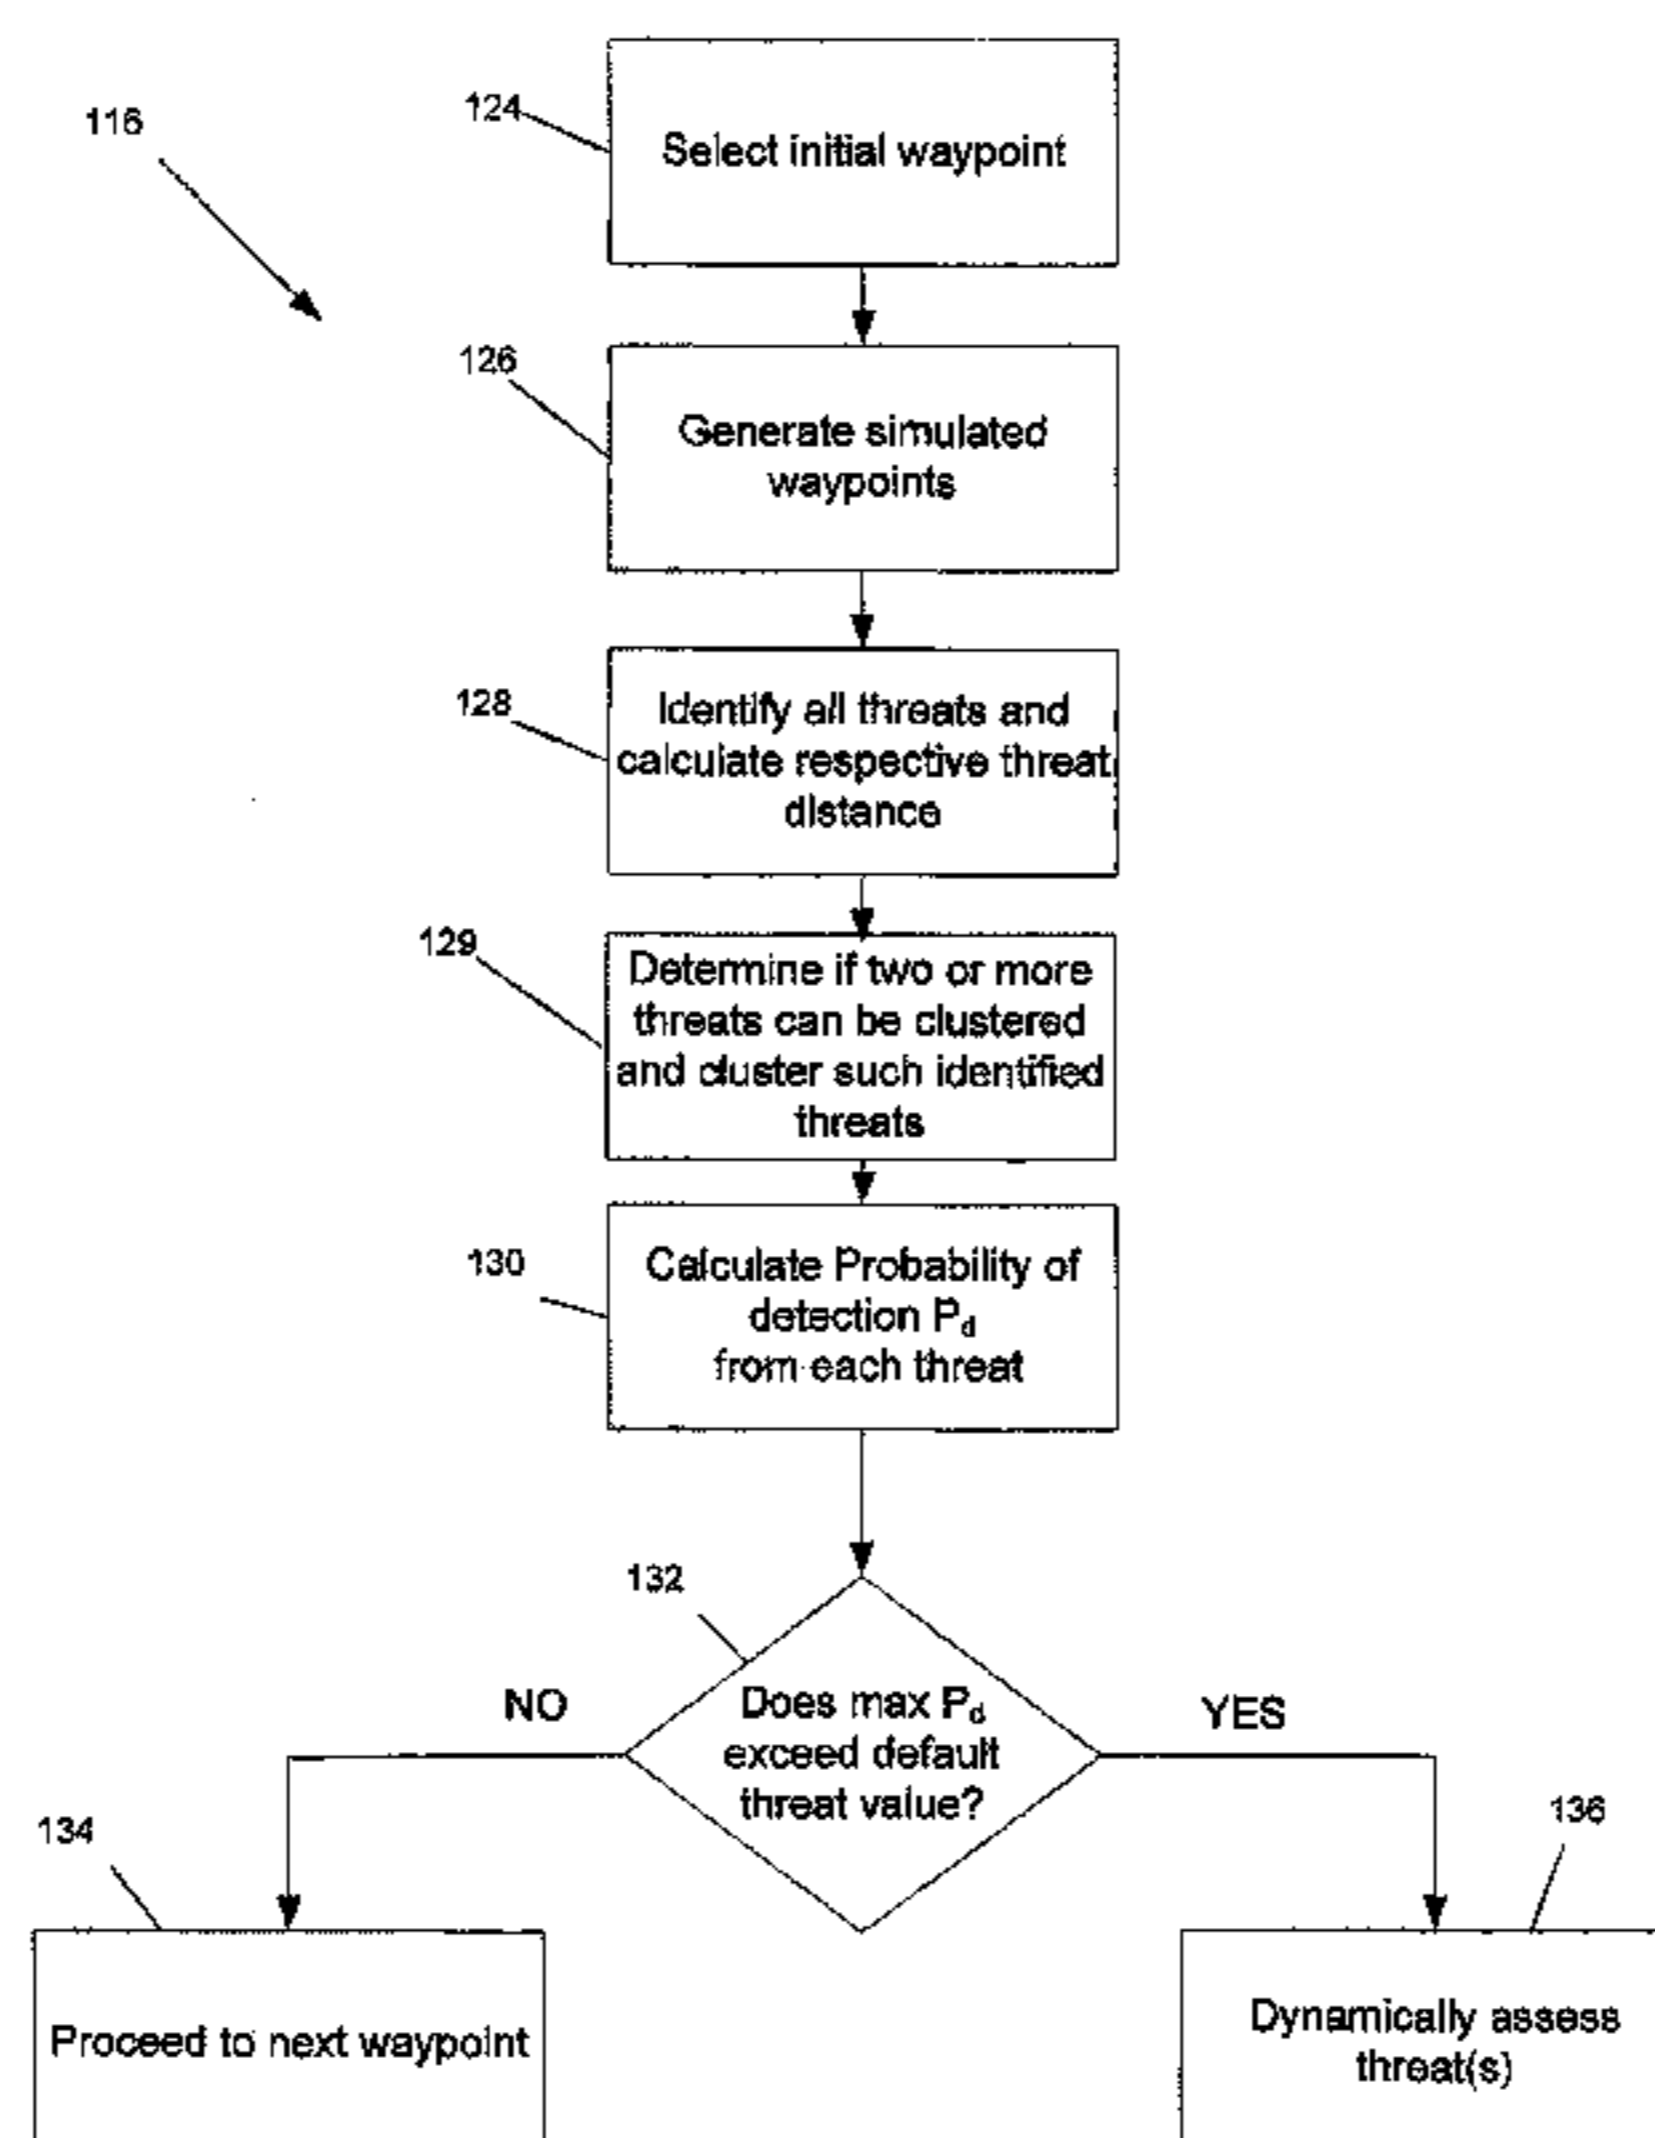 116
124
Select initial waypoint
126
Generate simulated
waypoints
128
Identify all threats and
calculate respective threat
distance
129
Determine if two or more
threats can be clustered
and cluster such identified
threats
130
Calculate Probability of
detection Pd
from each threat
132
Does max Pd
exceed default
threat value?
NO
YES
134
Proceed to next waypoint
136
Dynamically assess
threat(s)